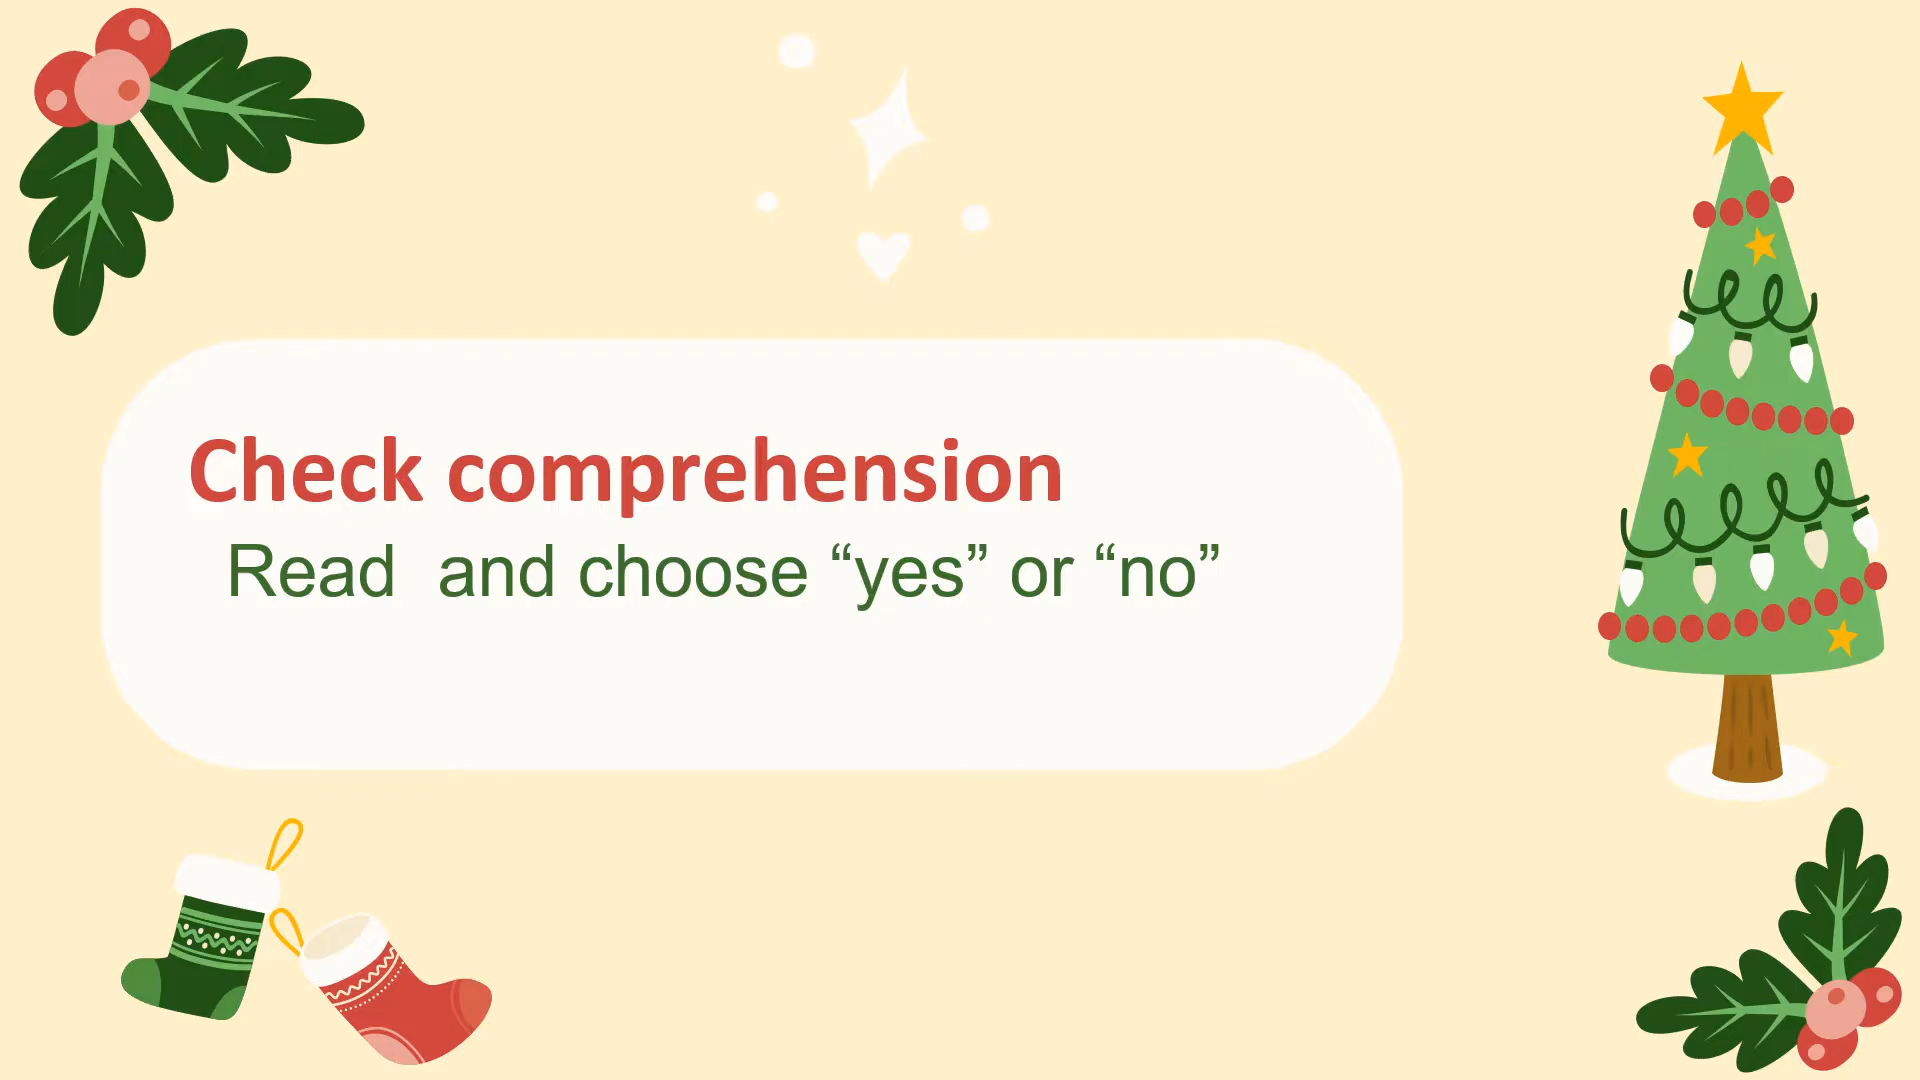 Check comprehension
Read  and choose “yes” or “no”